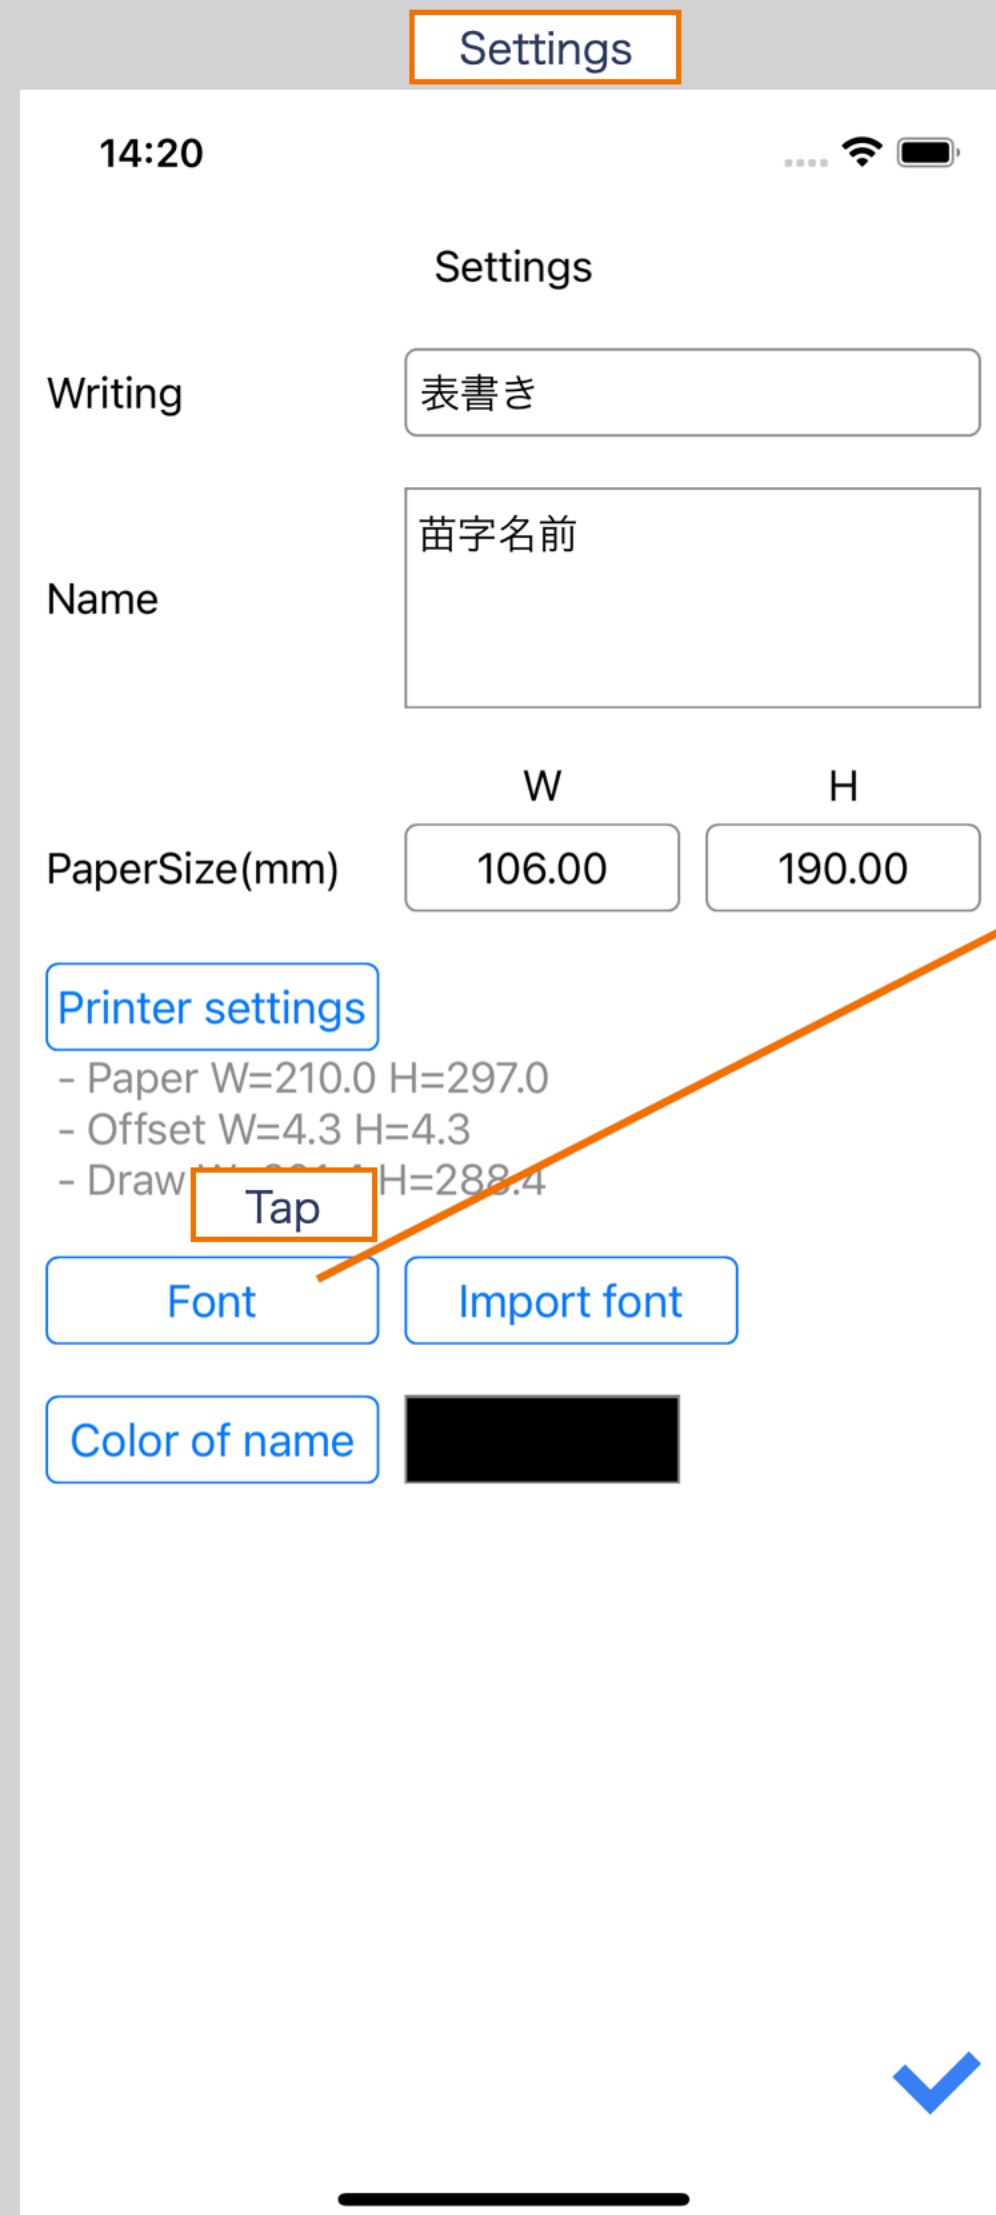 Settings
14:20
Settings
Writing
表書き
Name
苗字名前
W
H
PaperSize(mm)
106.00
190.00
Printer settings
- Paper W=210.0 H=297.0
- Offset W=4.3 H=4.3
- Draw H=288.4
Tap
Font
Import font
Color of name